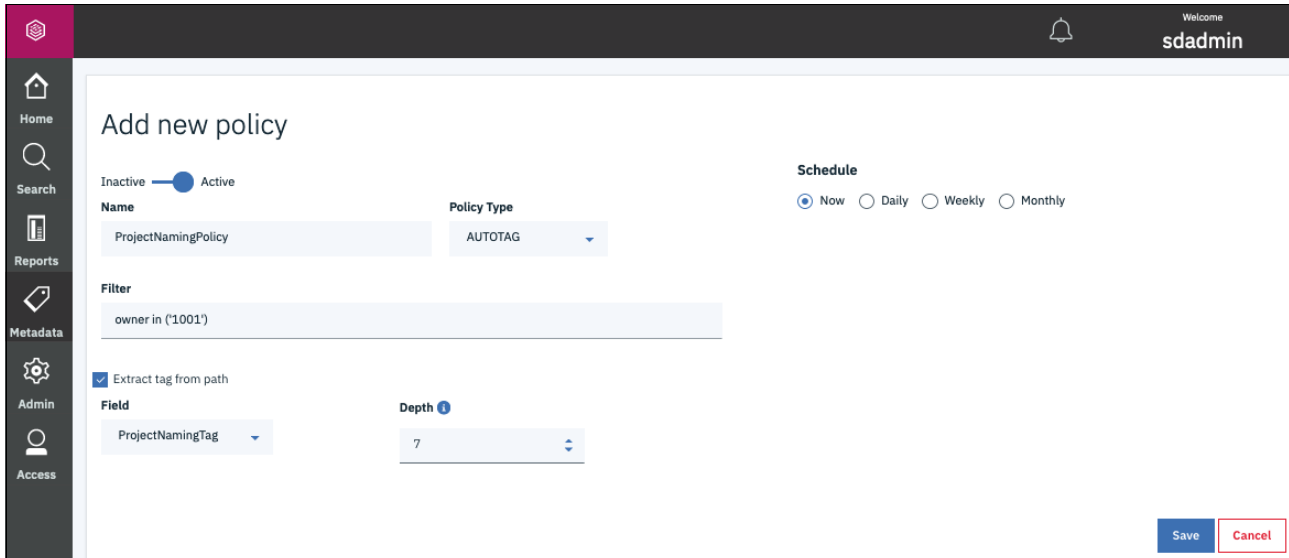 Welcome
sdadmin
Home
Search
Reports
Metadata
Admin
Access
Add new policy
Inactive Active
Name Policy Type
ProjectNamingPolicy AUTOTAG
Filter
owner in ('1001')
Extract tag from path
Field Depth
ProjectNamingTag 7
Schedule
Now Daily Weekly Monthly
Save Cancel